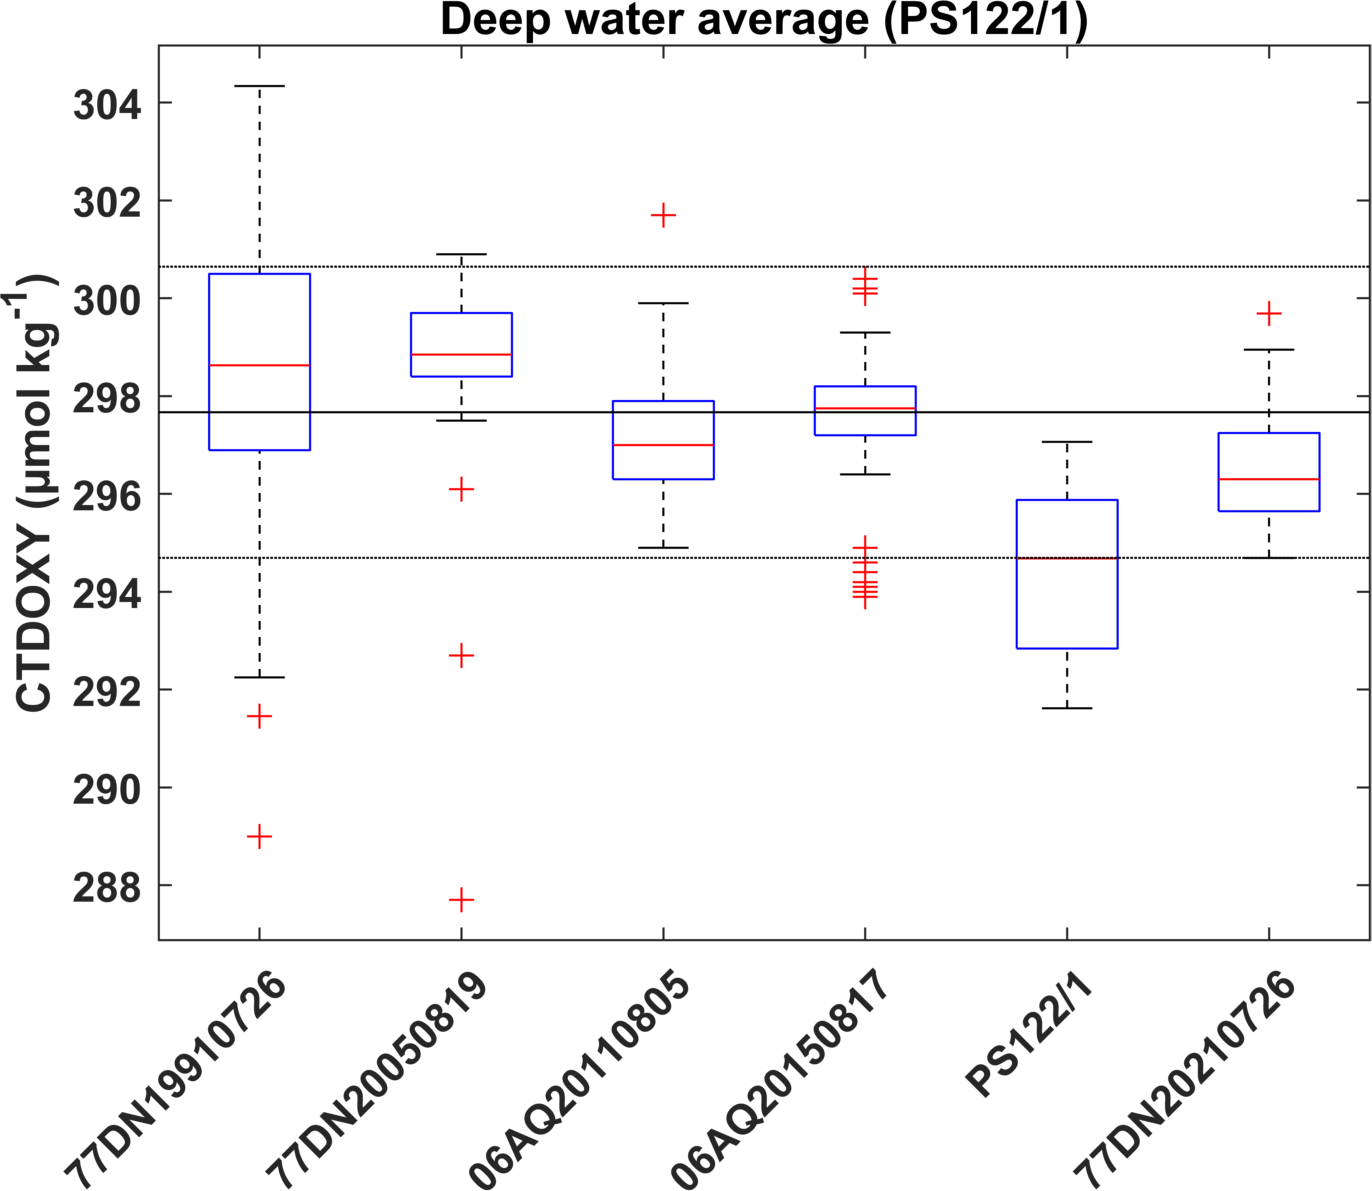 Deep water average (PS122/1)
CTDOXY (µmol kg-1)
304
302
300
298
296
294
292
290
288
77DN19910726
77DN20050819
06AQ20110805
06AQ20150817
PS122/1
77DN20210726